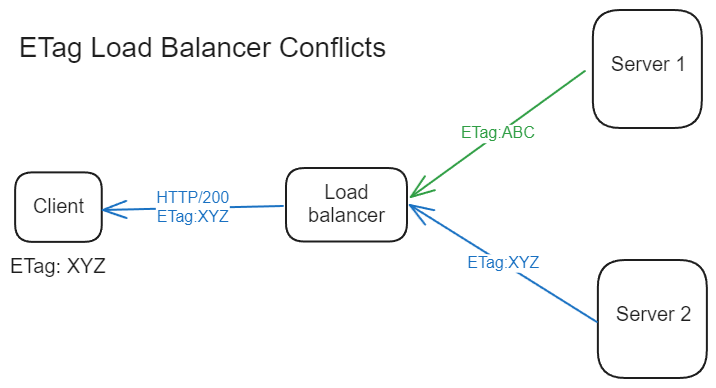 ETag Load Balancer Conflicts
Server 1
ETag:ABC
Client
HTTP/200
ETag:XYZ
Load
balancer
ETag: XYZ
ETag:XYZ
Server 2